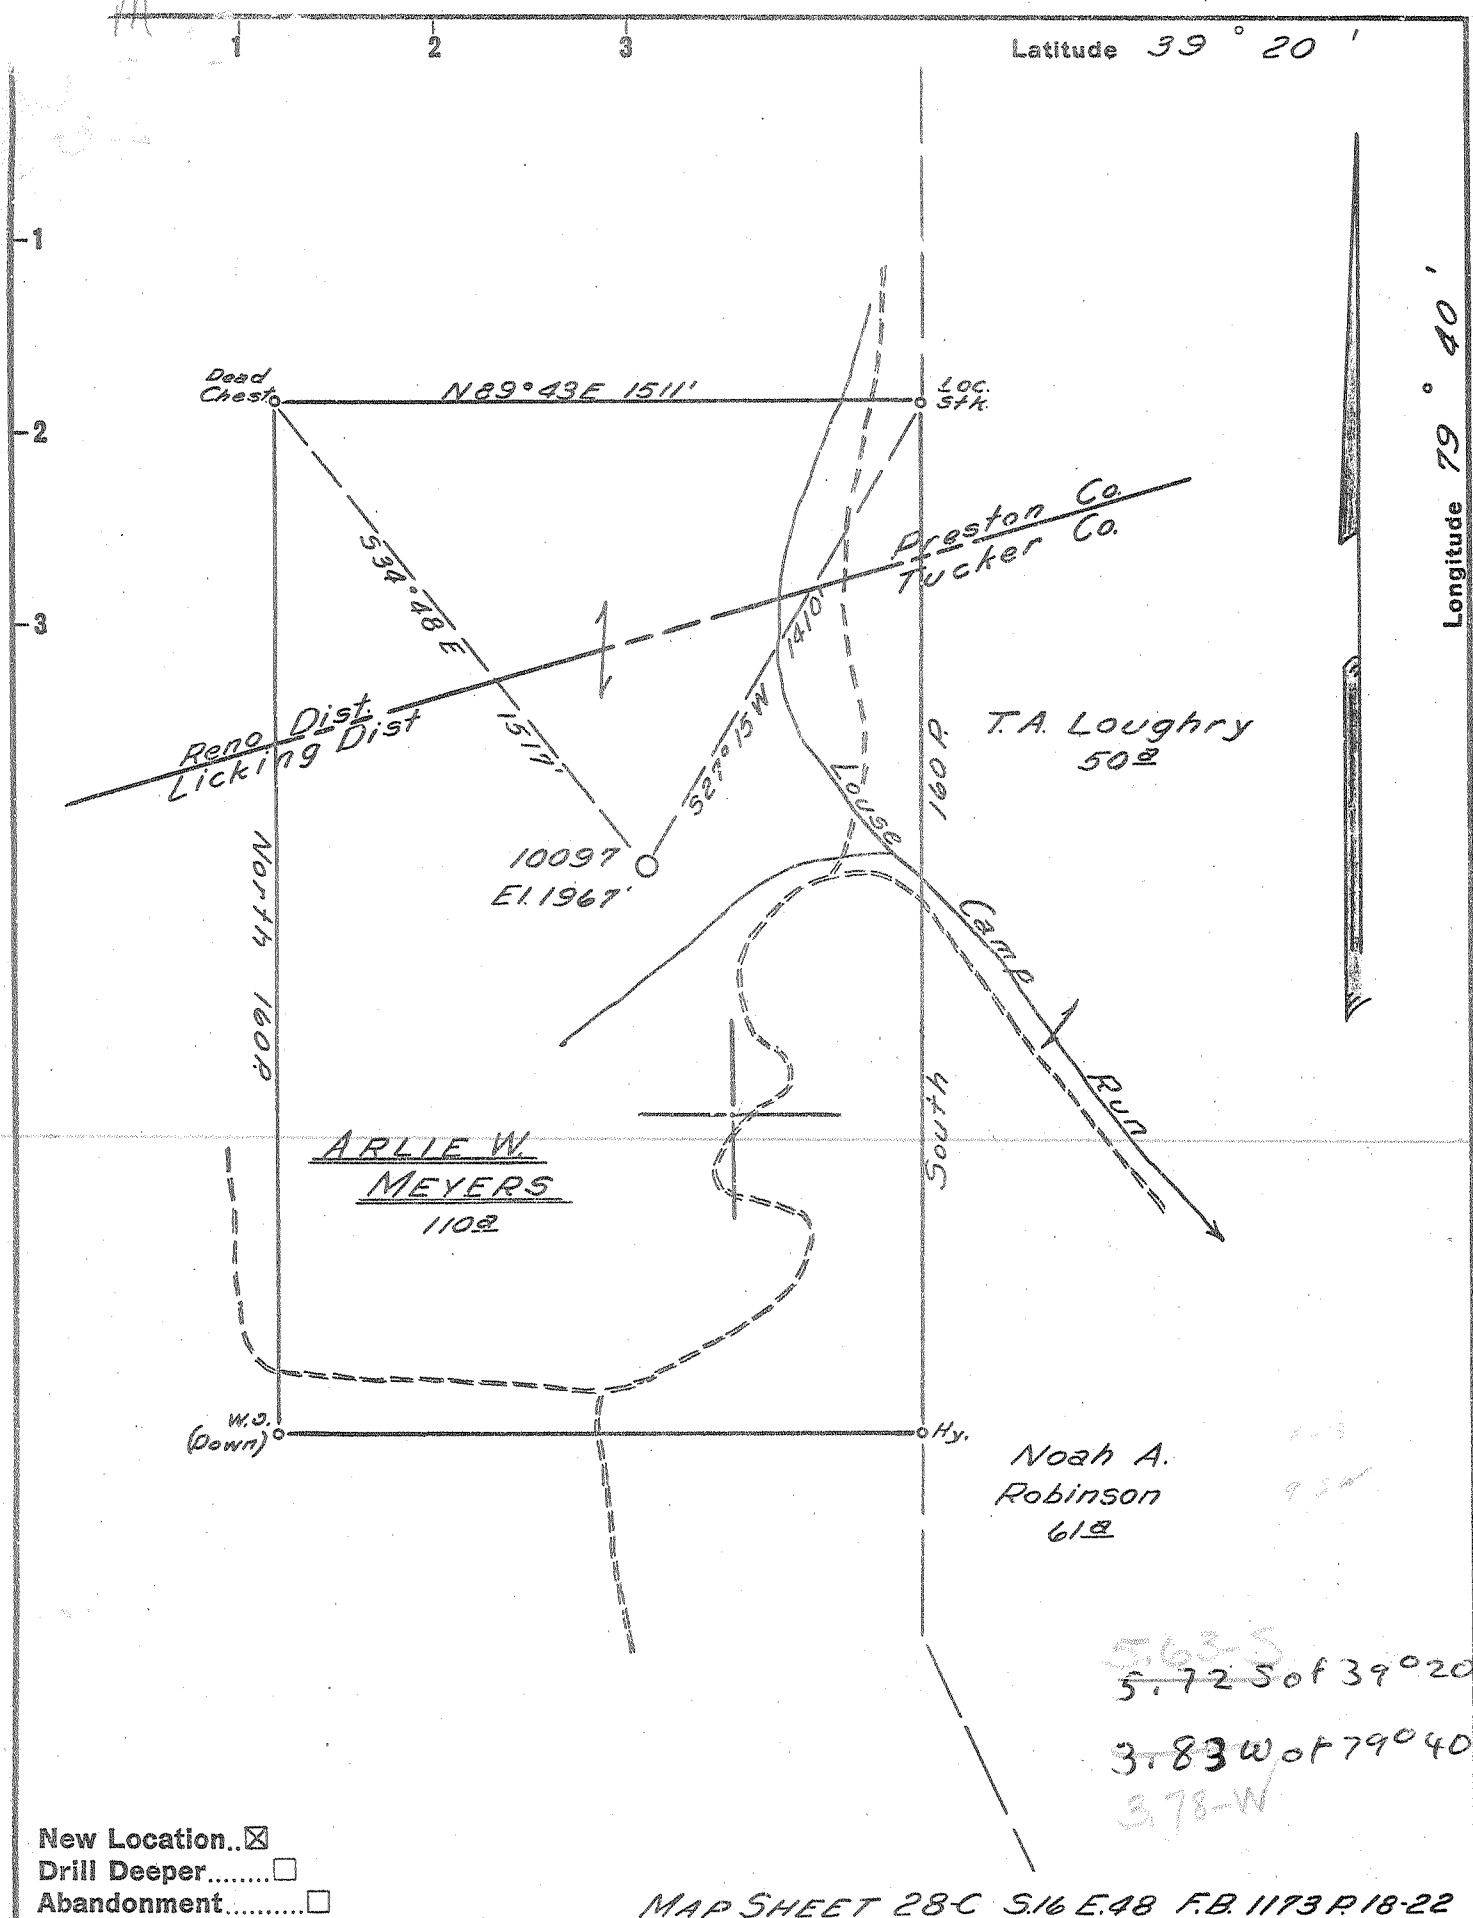 1 2 3
Latitude 39° 20'
1
2
3
Longitude 79° 40'
Dead
Chest.
N89°43E 1511'
Loc.
Stk.
Preston Co.
Tucker Co.
S34°48E
1517'
S27°15W
1410'
Reno Dist.
Licking Dist
T.A. Loughry
50a
160 P.
South
North 160P.
10097
El. 1967'
Louse
Camp
Run
ARLIE W.
MEYERS
110a
(Down)
Hy.
Noah A.
Robinson
61a
5.63-S
5.72 S of 39°20
3.83 W of 79°40
3.78-W
New Location..☒
Drill Deeper........☐
Abandonment..........☐
MAP SHEET 28-C S.16 E.48 F.B. 1173 P. 18-22